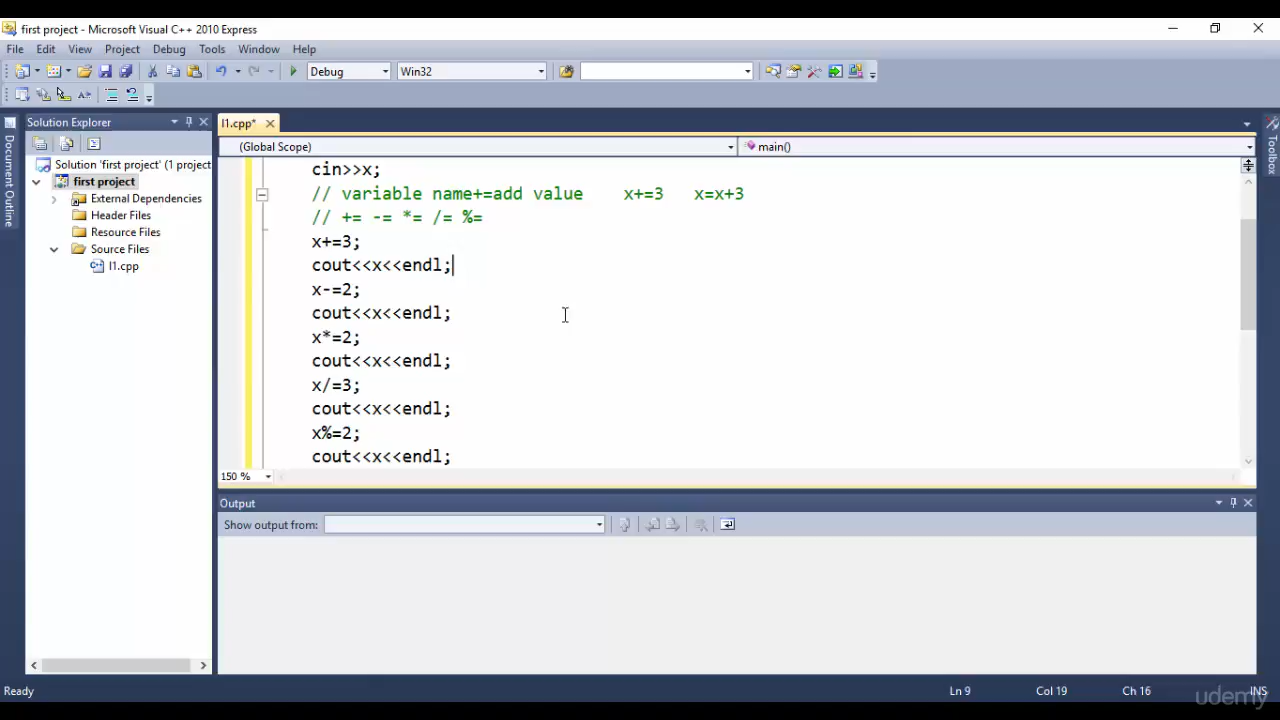 first project - Microsoft Visual C++ 2010 Express
File Edit View Project Debug Tools Window Help
Debug Win32
Solution Explorer
l1.cpp*
(Global Scope) main()
Document Outline
Toolbox
Solution 'first project' (1 project
first project
External Dependencies
Header Files
Resource Files
Source Files
l1.cpp
cin>>x;
// variable name+=add value x+=3 x=x+3
// += -= *= /= %=
x+=3;
cout<<x<<endl;
x-=2;
cout<<x<<endl;
x*=2;
cout<<x<<endl;
x/=3;
cout<<x<<endl;
x%=2;
cout<<x<<endl;
150 %
Output
Show output from:
Ready Ln 9 Col 19 Ch 16 INS
udemy